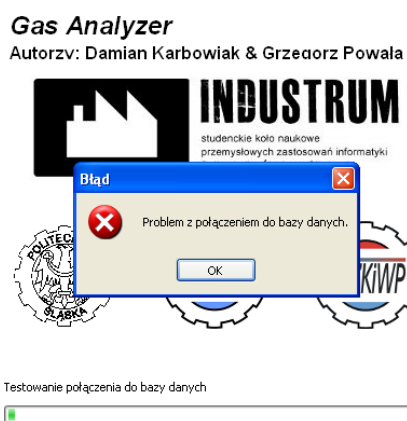 Gas Analyzer
Autorzy: Damian Karbowiak & Grzegorz Powała
INDUSTRUM
studenckie koło naukowe
przemysłowych zastosowań informatyki
Błąd
Problem z połączeniem do bazy danych.
OK
ŚLĄSKA
KiWP
Testowanie połączenia do bazy danych